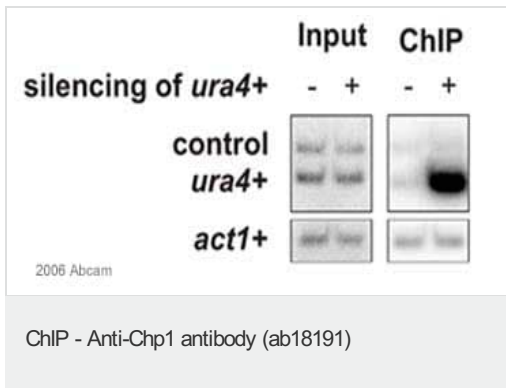 Input ChIP
silencing of ura4+ - + - +
control
ura4+
act1+
2006 Abcam
ChIP - Anti-Chp1 antibody (ab18191)